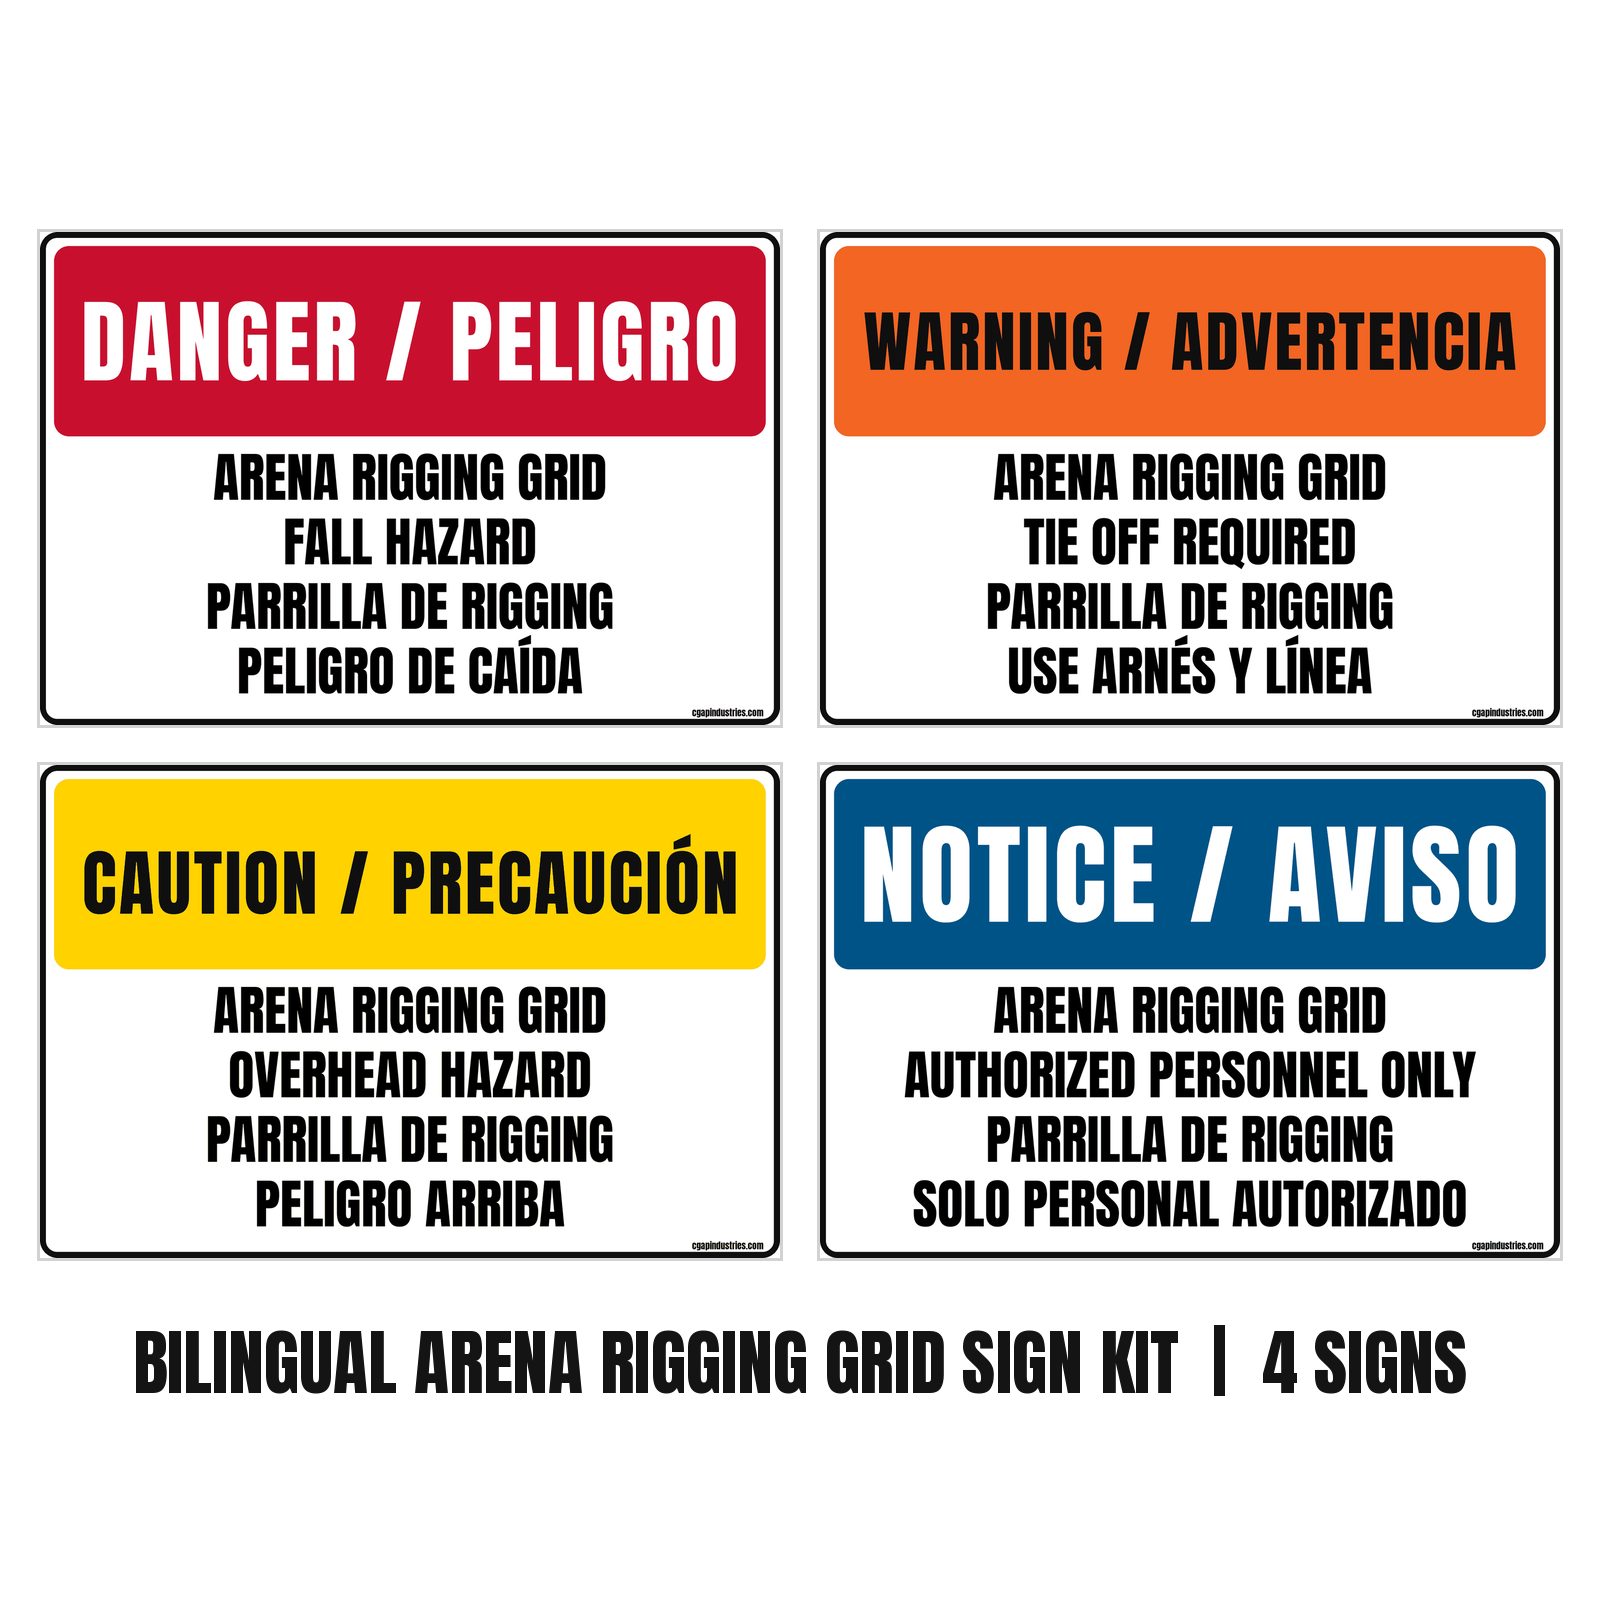 DANGER / PELIGRO
ARENA RIGGING GRID
FALL HAZARD
PARRILLA DE RIGGING
PELIGRO DE CAÍDA
cgapindustries.com
WARNING / ADVERTENCIA
ARENA RIGGING GRID
TIE OFF REQUIRED
PARRILLA DE RIGGING
USE ARNÉS Y LÍNEA
cgapindustries.com
CAUTION / PRECAUCIÓN
ARENA RIGGING GRID
OVERHEAD HAZARD
PARRILLA DE RIGGING
PELIGRO ARRIBA
cgapindustries.com
NOTICE / AVISO
ARENA RIGGING GRID
AUTHORIZED PERSONNEL ONLY
PARRILLA DE RIGGING
SOLO PERSONAL AUTORIZADO
cgapindustries.com
BILINGUAL ARENA RIGGING GRID SIGN KIT | 4 SIGNS